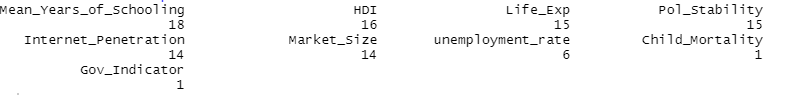 Mean_Years_of_Schooling HDI Life_Exp Pol_Stability
18 16 15 15
Internet_Penetration Market_Size unemployment_rate Child_Mortality
14 14 6 1
Gov_Indicator
1